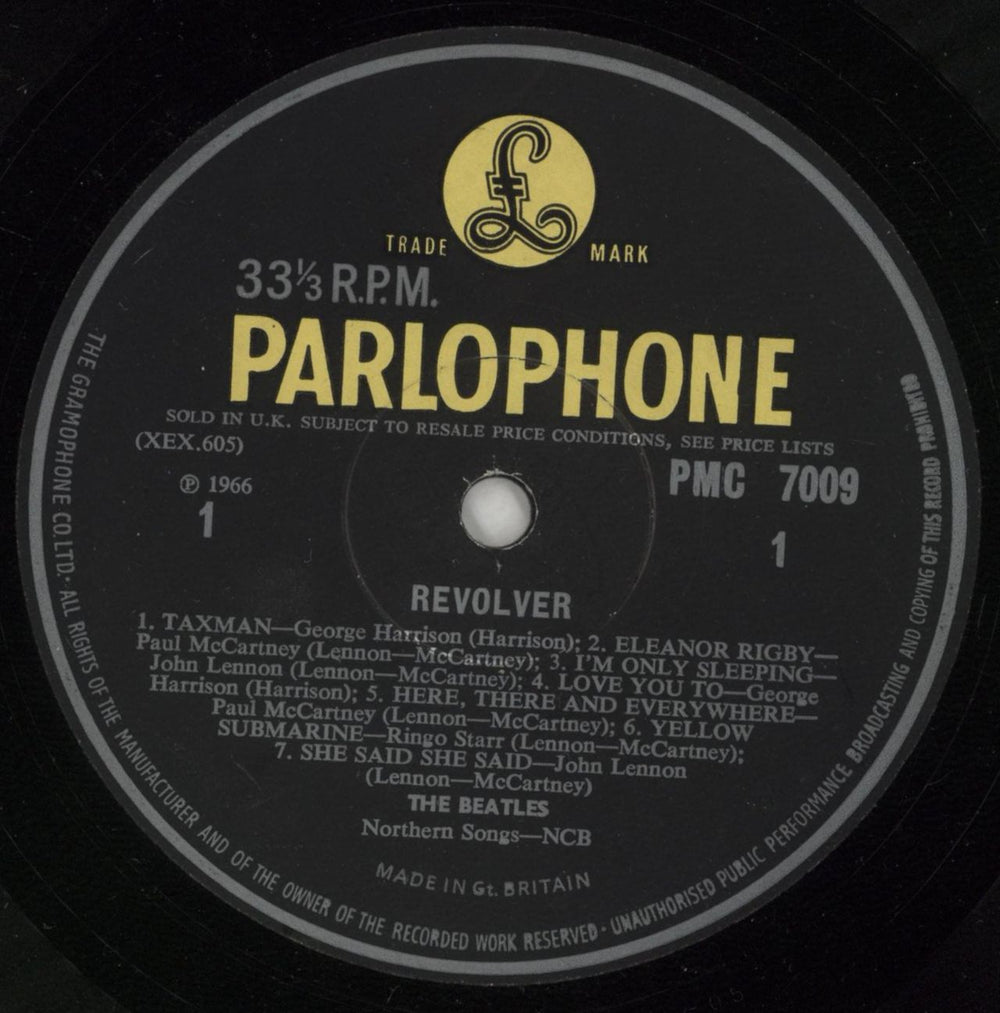 £
TRADE MARK
33⅓ R.P.M.
PARLOPHONE
SOLD IN U.K. SUBJECT TO RESALE PRICE CONDITIONS, SEE PRICE LISTS
(XEX.605)
PMC 7009
℗ 1966
1
1
REVOLVER
1. TAXMAN—George Harrison (Harrison); 2. ELEANOR RIGBY—
Paul McCartney (Lennon—McCartney); 3. I'M ONLY SLEEPING—
John Lennon (Lennon—McCartney); 4. LOVE YOU TO—George
Harrison (Harrison); 5. HERE, THERE AND EVERYWHERE—
Paul McCartney (Lennon—McCartney); 6. YELLOW
SUBMARINE—Ringo Starr (Lennon—McCartney);
7. SHE SAID SHE SAID—John Lennon
(Lennon—McCartney)
THE BEATLES
Northern Songs—NCB
MADE IN Gt. BRITAIN
THE GRAMOPHONE CO. LTD. · ALL RIGHTS OF THE MANUFACTURER AND OF THE OWNER OF THE RECORDED WORK RESERVED · UNAUTHORISED PUBLIC PERFORMANCE BROADCASTING AND COPYING OF THIS RECORD PROHIBITED